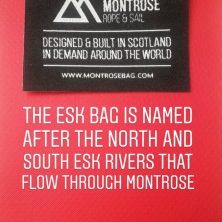 MONTROSE
ROPE & SAIL
DESIGNED & BUILT IN SCOTLAND
IN DEMAND AROUND THE WORLD
WWW.MONTROSEBAG.COM
THE ESK BAG IS NAMED
AFTER THE NORTH AND
SOUTH ESK RIVERS THAT
FLOW THROUGH MONTROSE